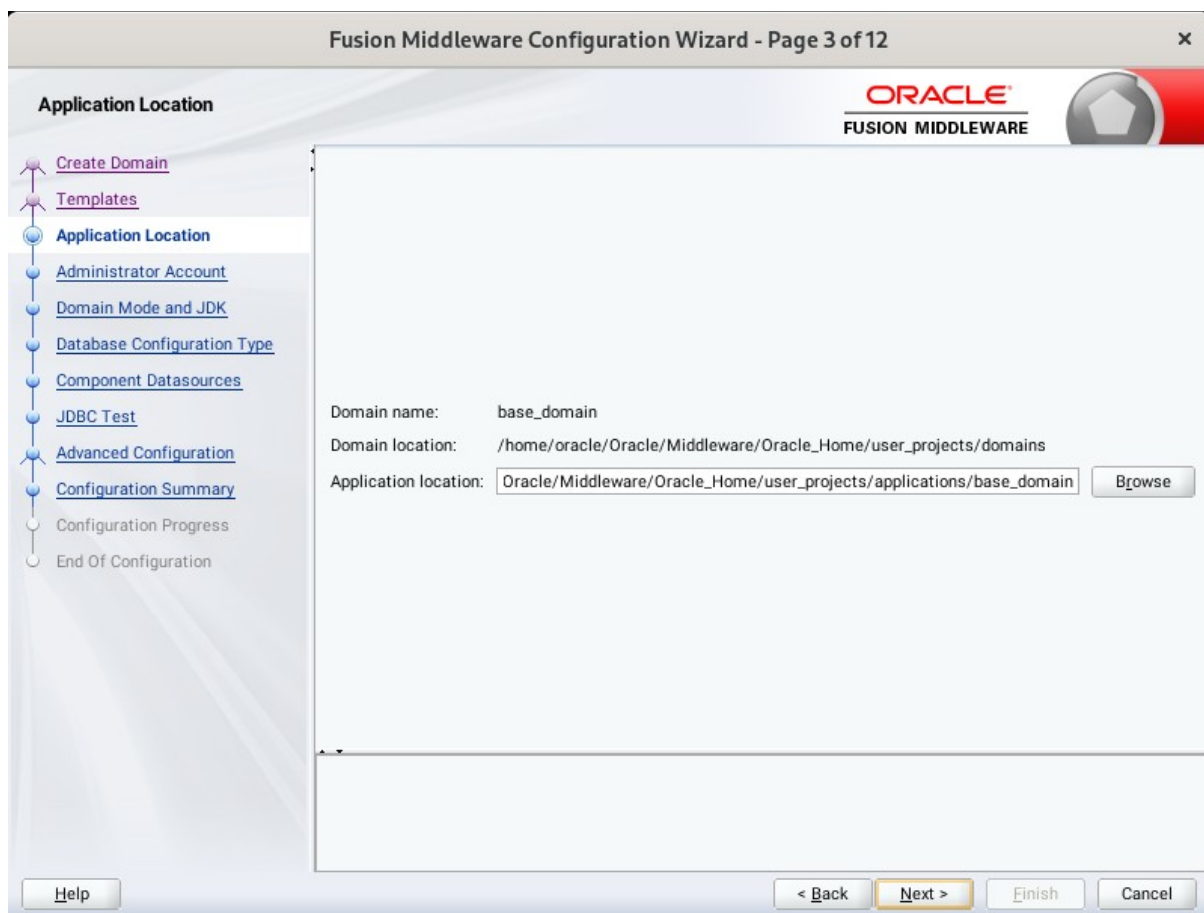 Fusion Middleware Configuration Wizard - Page 3 of 12
Application Location
ORACLE
FUSION MIDDLEWARE
Create Domain
Templates
Application Location
Administrator Account
Domain Mode and JDK
Database Configuration Type
Component Datasources
JDBC Test
Advanced Configuration
Configuration Summary
Configuration Progress
End Of Configuration
Domain name: base_domain
Domain location: /home/oracle/Oracle/Middleware/Oracle_Home/user_projects/domains
Application location: Oracle/Middleware/Oracle_Home/user_projects/applications/base_domain Browse
Help < Back Next > Finish Cancel